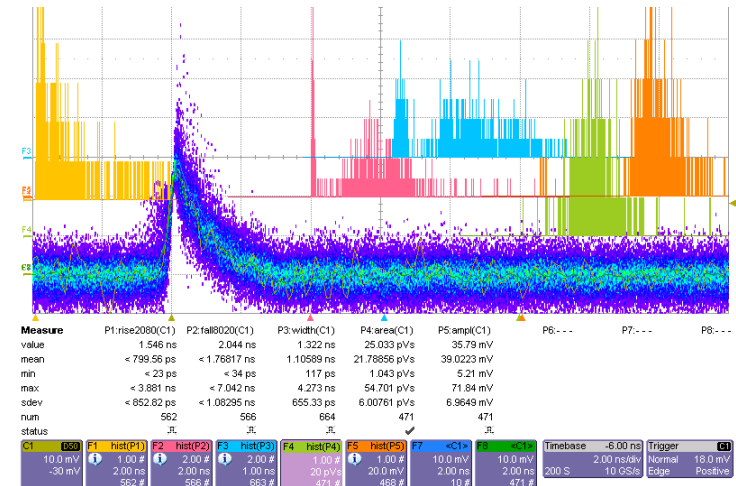 F3
F4
Measure P1:rise2080(C1) P2:fall8020(C1) P3:width(C1) P4:area(C1) P5:ampl(C1) P6:- - - P7:- - - P8:- - -
value 1.546 ns 2.044 ns 1.322 ns 25.033 pVs 35.79 mV
mean < 799.56 ps < 1.76817 ns 1.10589 ns 21.78856 pVs 39.0223 mV
min < 23 ps < 34 ps 117 ps 1.043 pVs 5.21 mV
max < 3.881 ns < 7.042 ns 4.273 ns 54.701 pVs 71.84 mV
sdev < 852.82 ps < 1.08295 ns 655.33 ps 6.00761 pVs 6.9649 mV
num 562 566 664 471 471
status
C1 D50 F1 hist(P1) F2 hist(P2) F3 hist(P3) F4 hist(P4) F5 hist(P5) F7 <C1> F8 <C1> Timebase -6.00 ns Trigger C1
10.0 mV 1.00 # 2.00 # 2.00 # 1.00 # 1.00 # 10.0 mV 10.0 mV 2.00 ns/div Normal 18.0 mV
-30 mV 2.00 ns 2.00 ns 1.00 ns 20 pVs 20.0 mV 2.00 ns 2.00 ns 200 S 10 GS/s Edge Positive
562 # 566 # 663 # 471 # 468 # 10 # 471 #